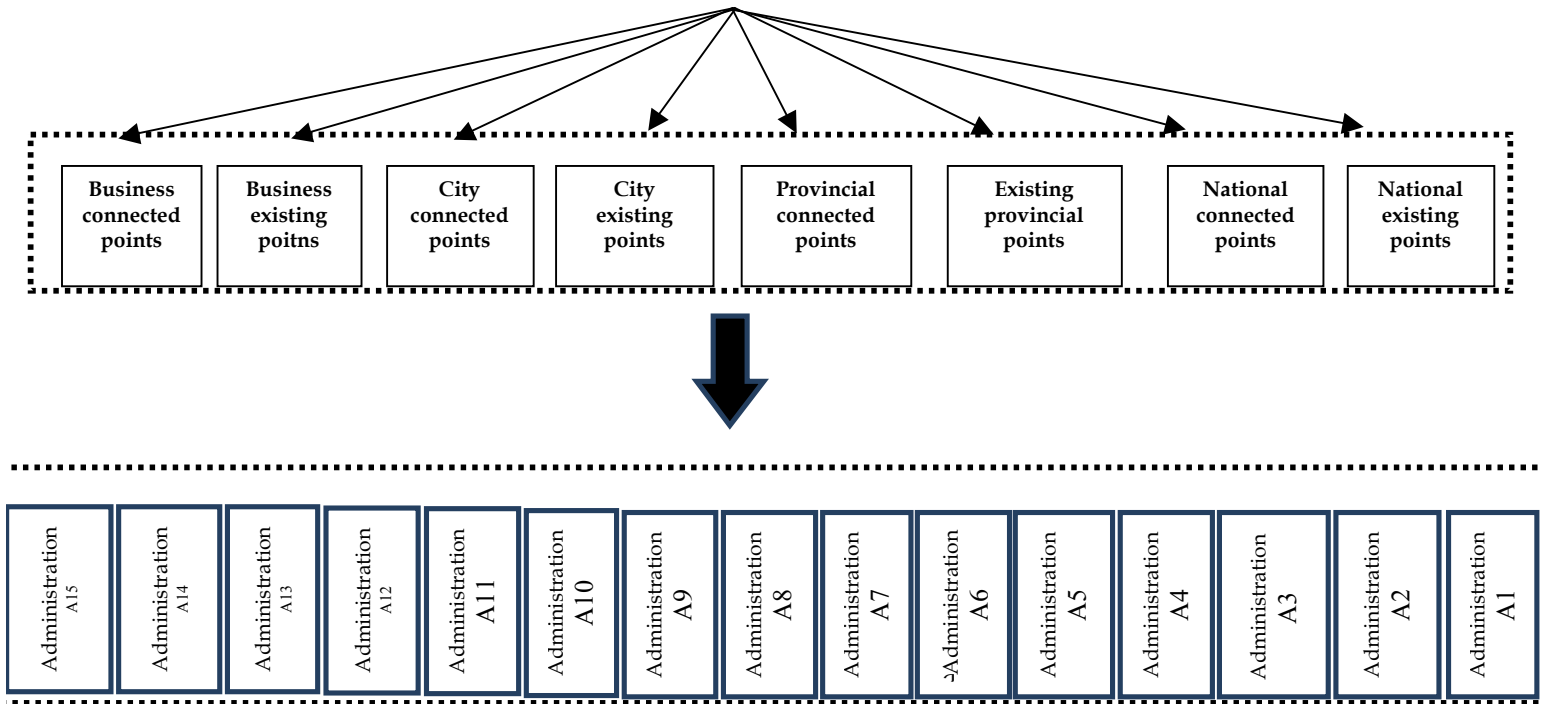 Business
connected
points
Business
existing
poitns
City
connected
points
City
existing
points
Provincial
connected
points
Existing
provincial
points
National
connected
points
National
existing
points
Administration
A15
Administration
A14
Administration
A13
Administration
A12
Administration
A11
Administration
A10
Administration
A9
Administration
A8
Administration
A7
Administration
A6
Administration
A5
Administration
A4
Administration
A3
Administration
A2
Administration
A1